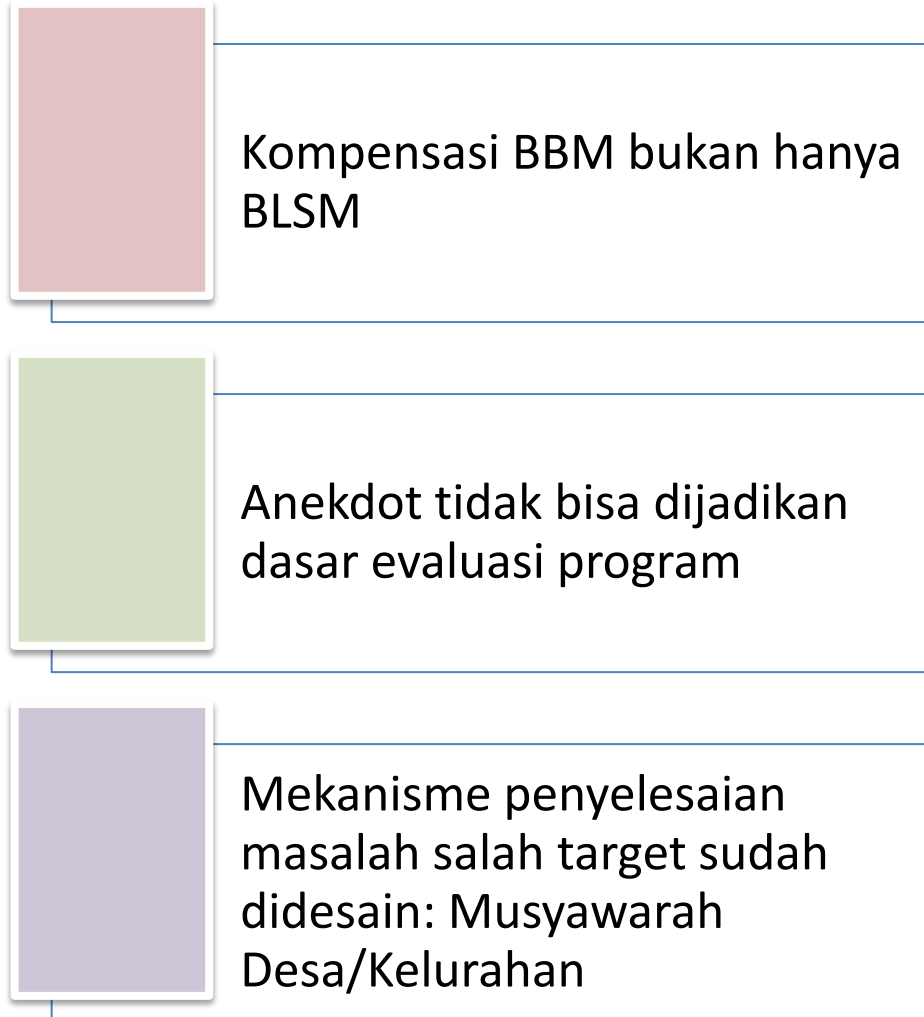 Kompensasi BBM bukan hanya
BLSM
Anekdot tidak bisa dijadikan
dasar evaluasi program
Mekanisme penyelesaian
masalah salah target sudah
didesain: Musyawarah
Desa/Kelurahan